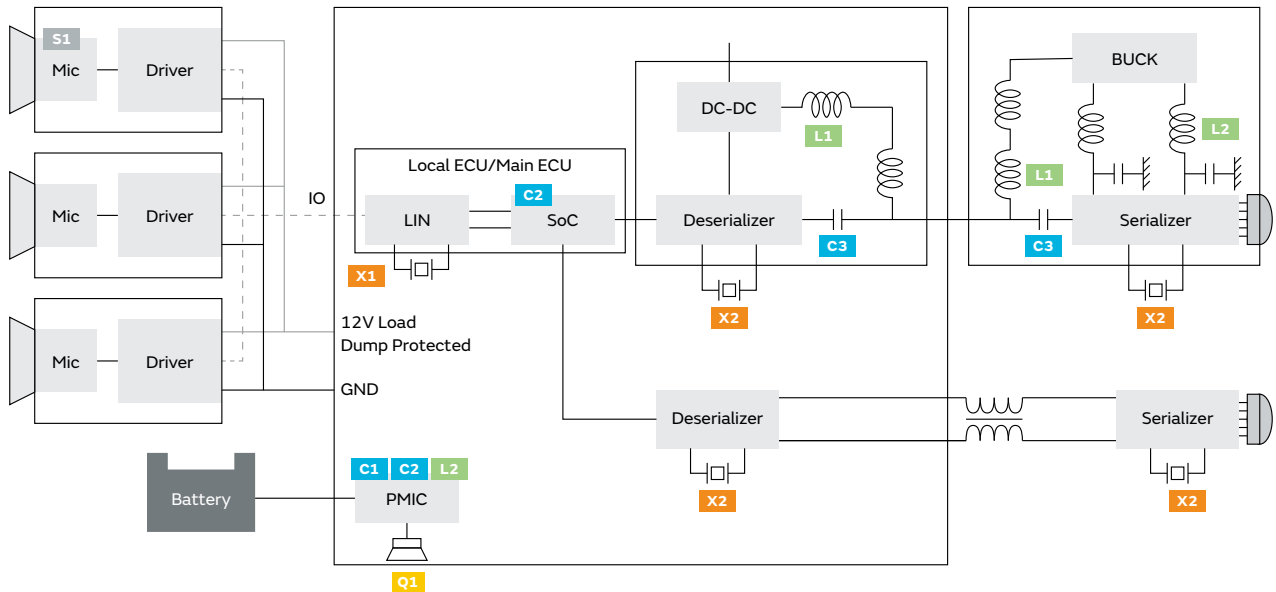 S1
Mic
Driver
Mic
Driver
Mic
Driver
IO
12V Load
Dump Protected
GND
Battery
Local ECU/Main ECU
LIN
C2
SoC
X1
C1
C2
L2
PMIC
Q1
DC-DC
L1
Deserializer
C3
X2
BUCK
L1
L2
C3
Serializer
X2
Deserializer
X2
Serializer
X2